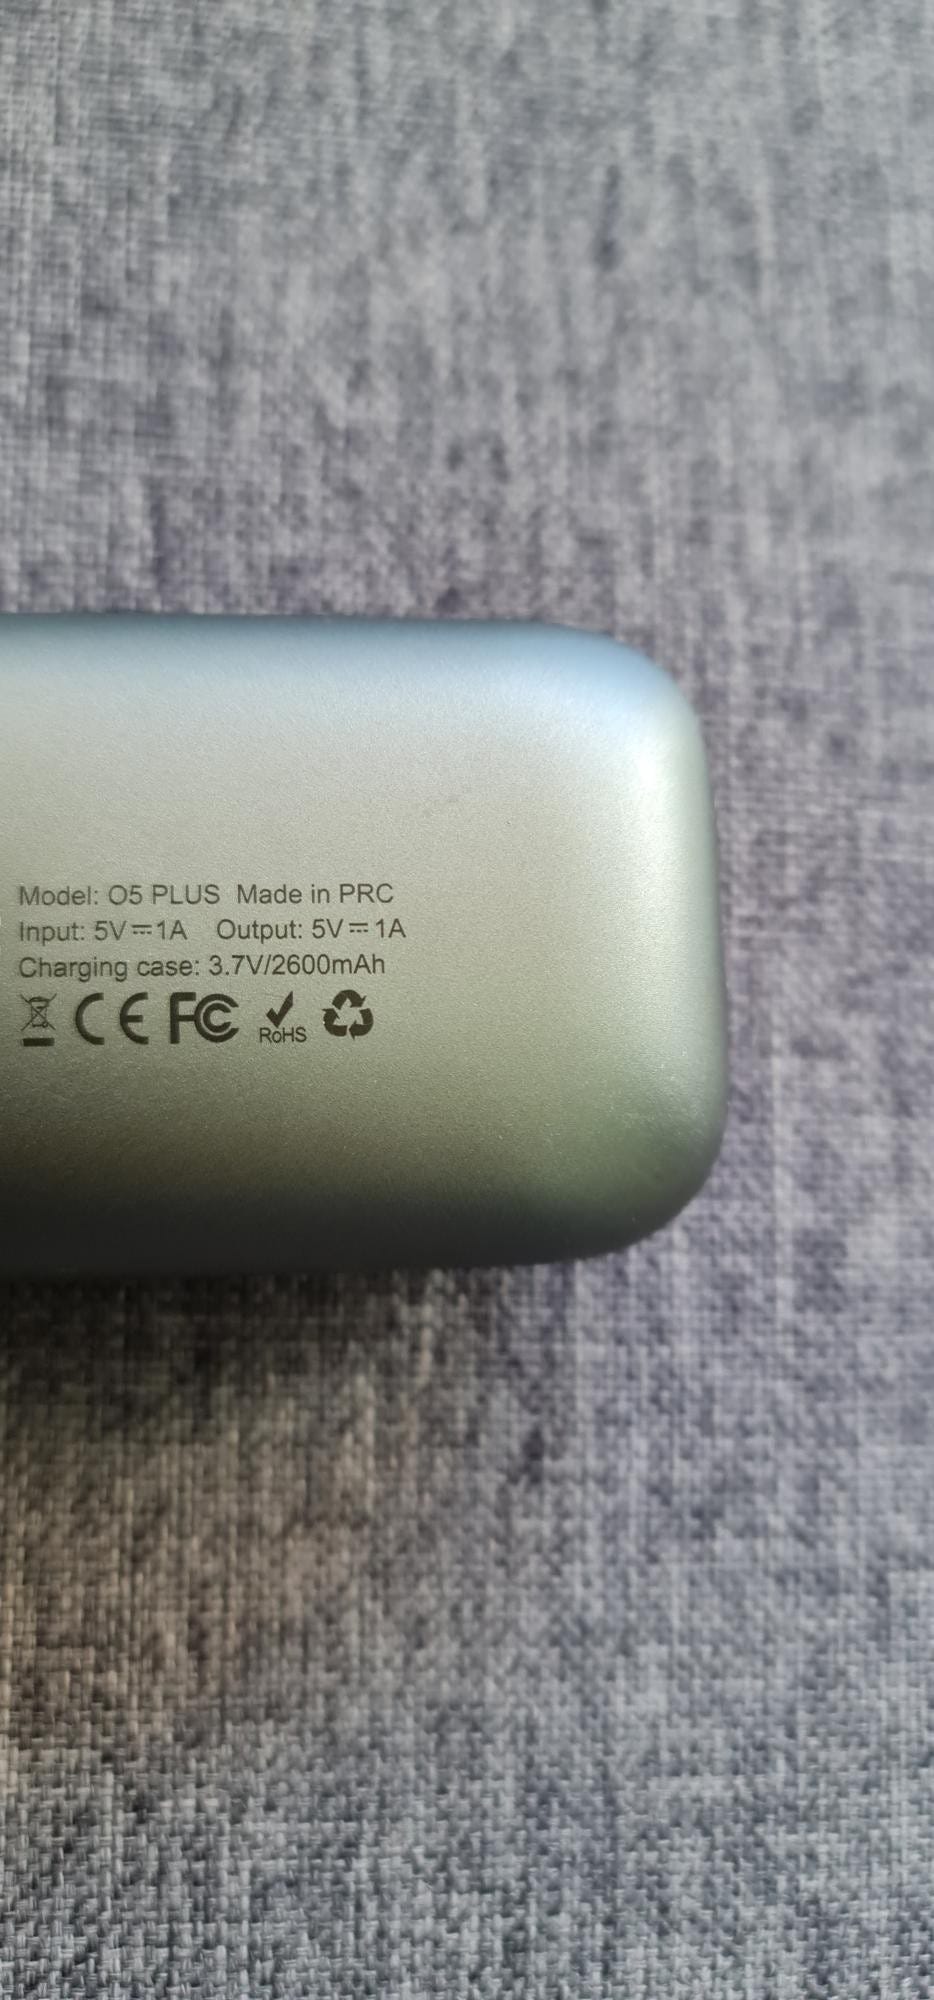 Model: O5 PLUS Made in PRC
Input: 5V⎓1A Output: 5V⎓1A
Charging case: 3.7V/2600mAh
CE FC RoHS